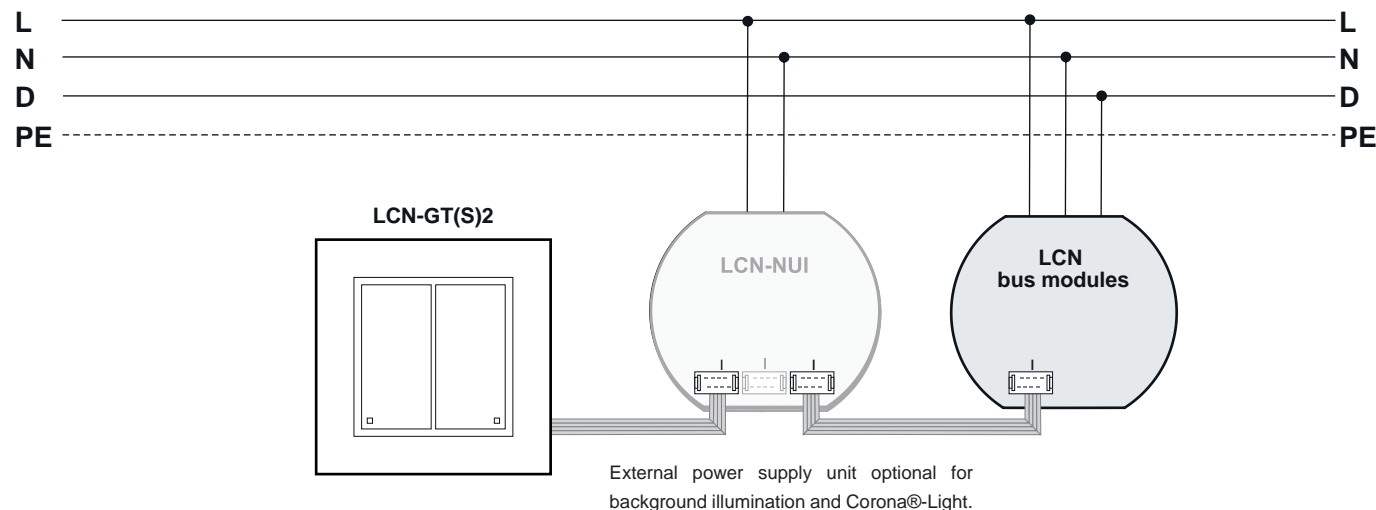 L L
N N
D D
PE PE
LCN-GT(S)2
LCN-NUI
LCN
bus modules
I I I I
External power supply unit optional for
background illumination and Corona®-Light.